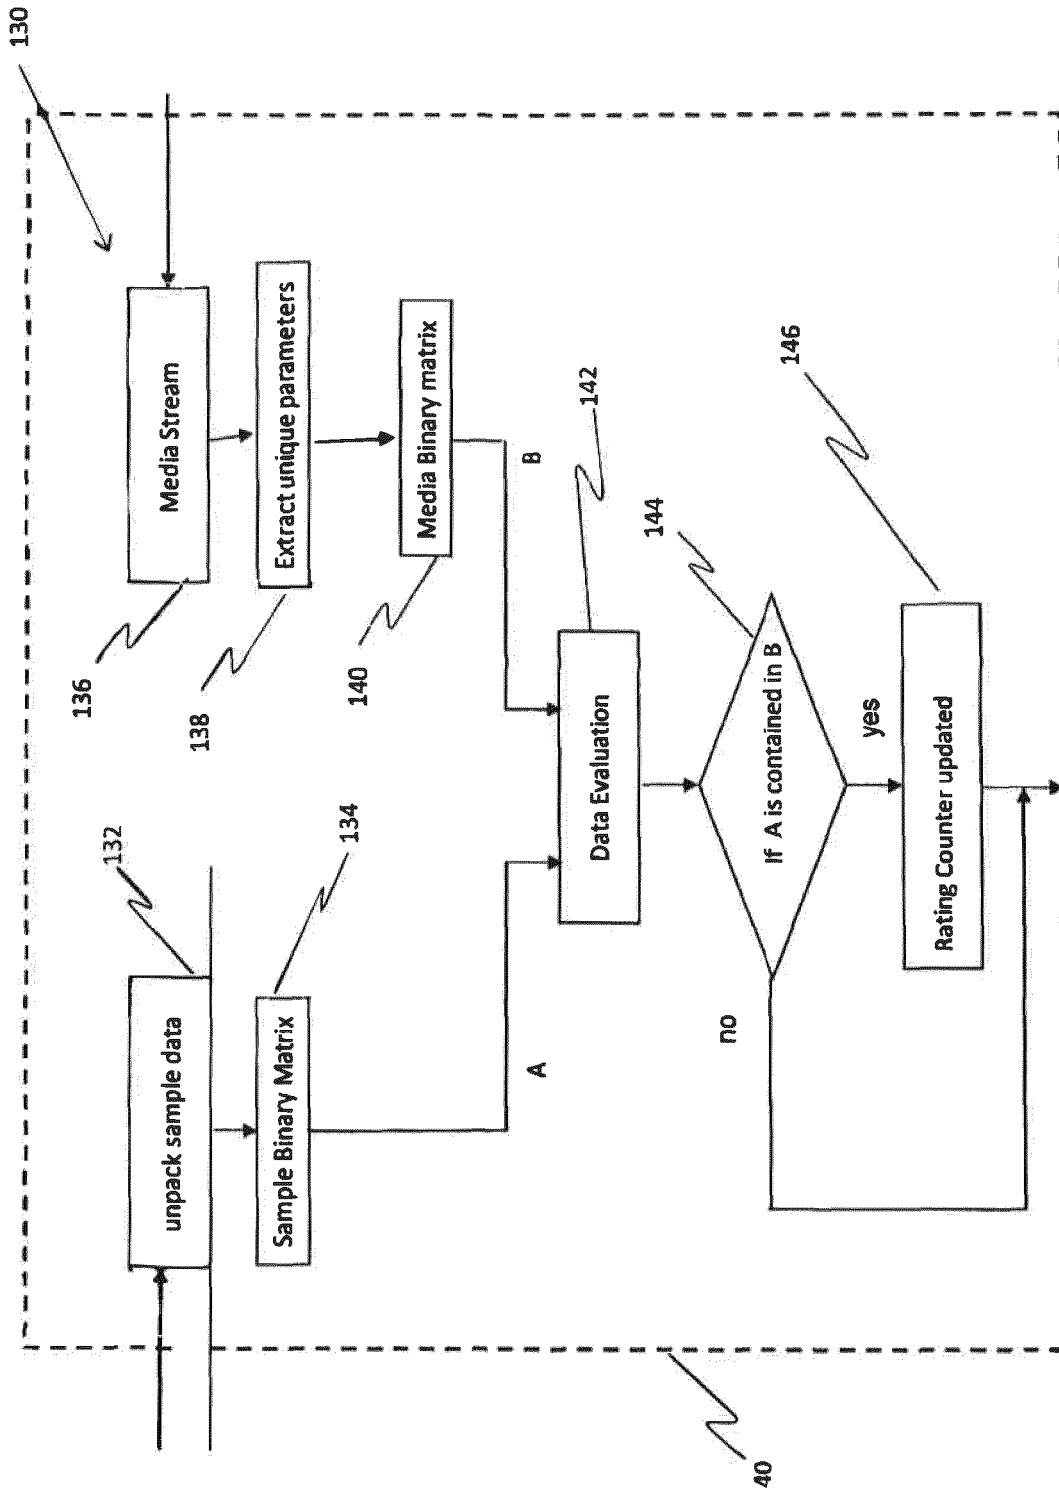 130
unpack sample data
132
Media Stream
136
Sample Binary Matrix
134
Extract unique parameters
138
Media Binary matrix
140
A
B
Data Evaluation
142
If A is contained in B
144
no
yes
Rating Counter updated
146
40